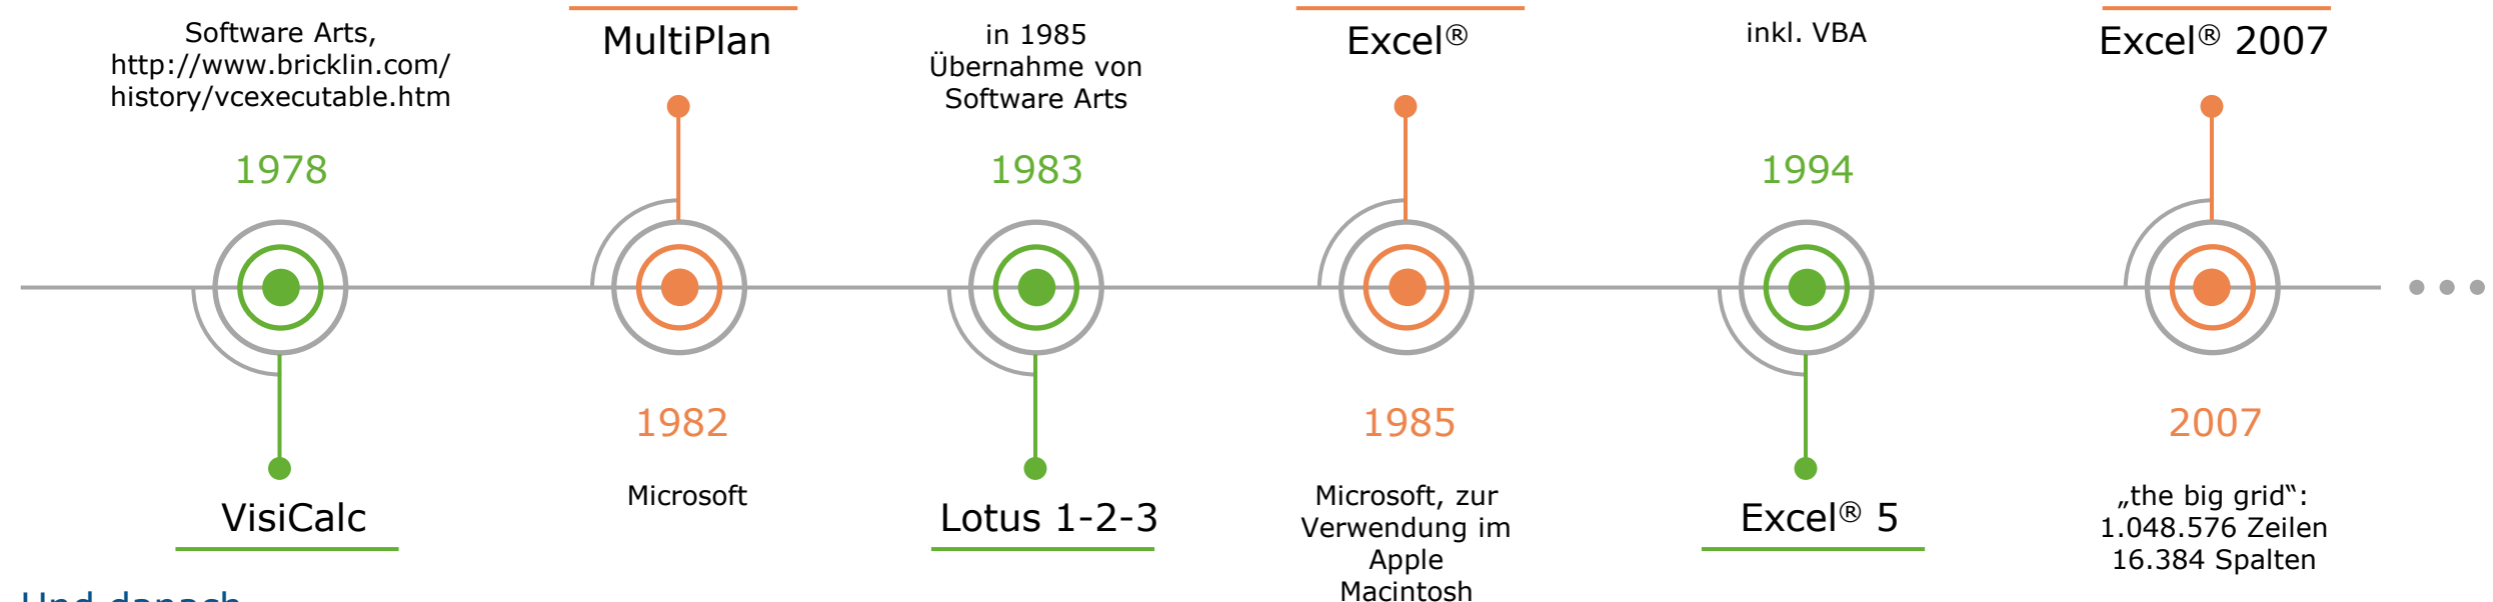 Software Arts,
http://www.bricklin.com/
history/vcexecutable.htm
1978
VisiCalc
MultiPlan
1982
Microsoft
in 1985
Übernahme von
Software Arts
1983
Lotus 1-2-3
Excel®
1985
Microsoft, zur
Verwendung im
Apple
Macintosh
inkl. VBA
1994
Excel® 5
Excel® 2007
2007
„the big grid“:
1.048.576 Zeilen
16.384 Spalten
Und danach